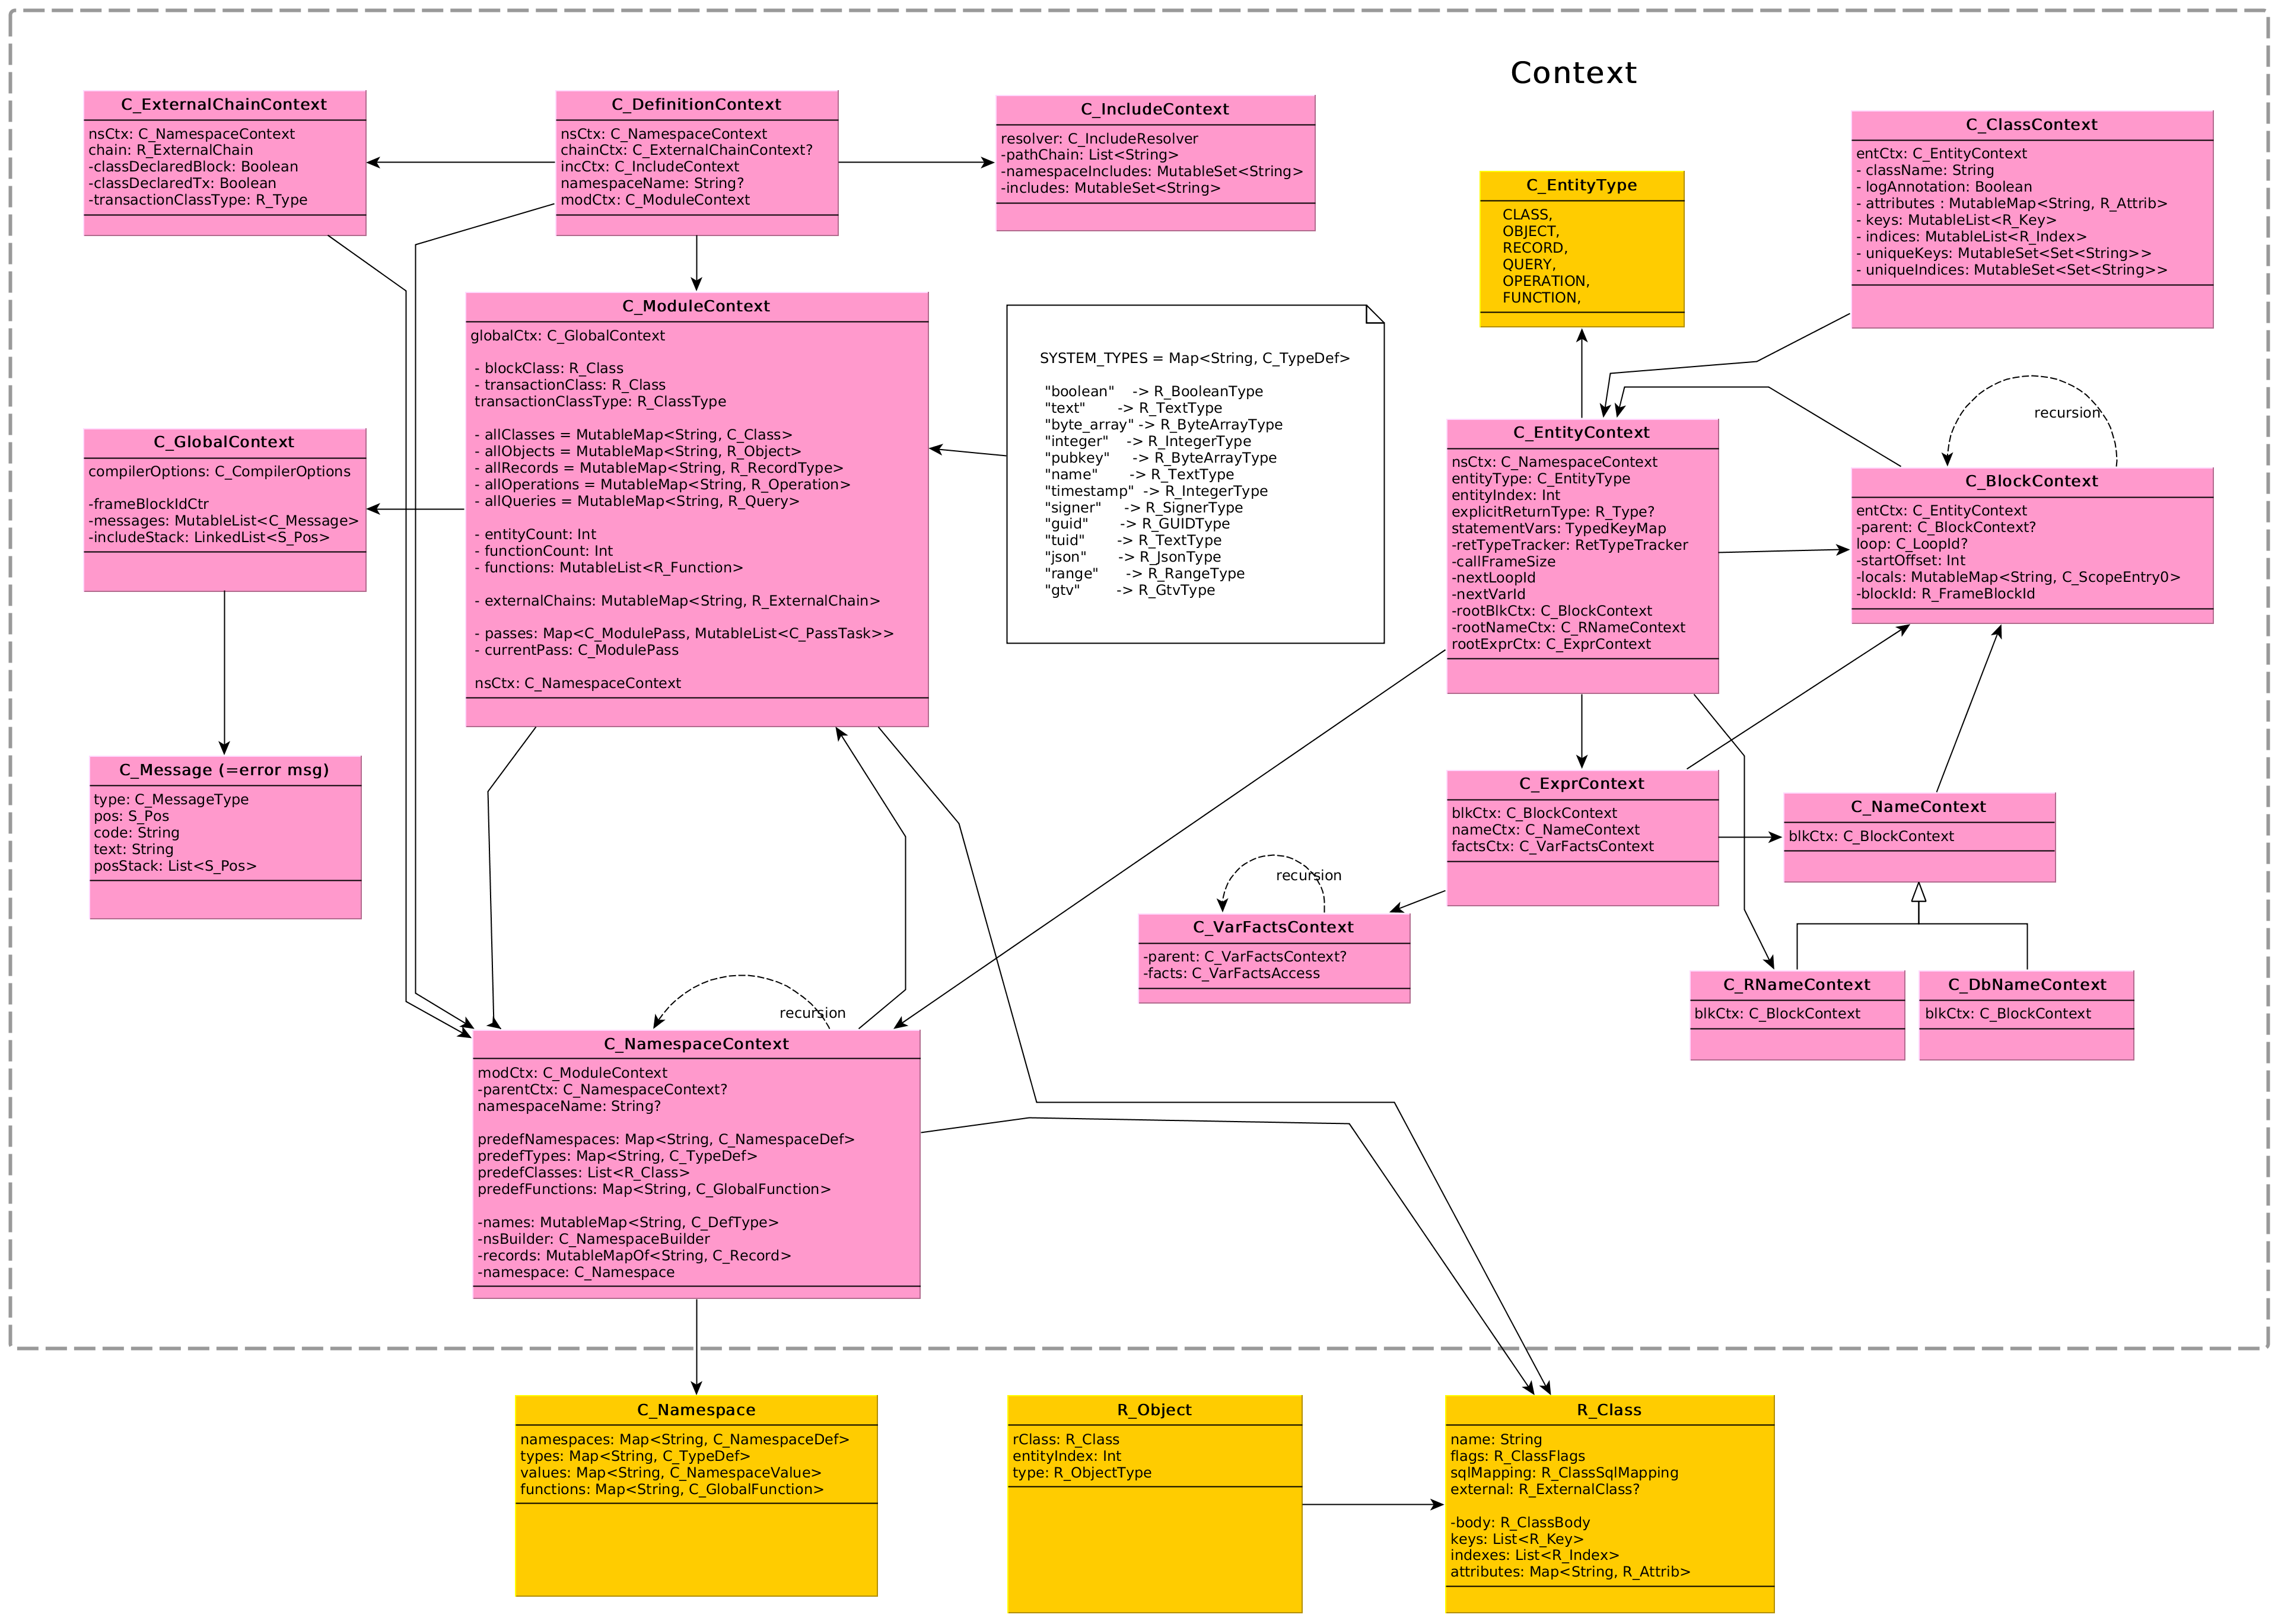 Context
C_ExternalChainContext
nsCtx: C_NamespaceContext
chain: R_ExternalChain
-classDeclaredBlock: Boolean
-classDeclaredTx: Boolean
-transactionClassType: R_Type
C_DefinitionContext
nsCtx: C_NamespaceContext
chainCtx: C_ExternalChainContext?
incCtx: C_IncludeContext
namespaceName: String?
modCtx: C_ModuleContext
C_IncludeContext
resolver: C_IncludeResolver
-pathChain: List<String>
-namespaceIncludes: MutableSet<String>
-includes: MutableSet<String>
C_EntityType
CLASS,
OBJECT,
RECORD,
QUERY,
OPERATION,
FUNCTION,
C_ClassContext
entCtx: C_EntityContext
- className: String
- logAnnotation: Boolean
- attributes : MutableMap<String, R_Attrib>
- keys: MutableList<R_Key>
- indices: MutableList<R_Index>
- uniqueKeys: MutableSet<Set<String>>
- uniqueIndices: MutableSet<Set<String>>
C_ModuleContext
globalCtx: C_GlobalContext
- blockClass: R_Class
- transactionClass: R_Class
transactionClassType: R_ClassType
- allClasses = MutableMap<String, C_Class>
- allObjects = MutableMap<String, R_Object>
- allRecords = MutableMap<String, R_RecordType>
- allOperations = MutableMap<String, R_Operation>
- allQueries = MutableMap<String, R_Query>
- entityCount: Int
- functionCount: Int
- functions: MutableList<R_Function>
- externalChains: MutableMap<String, R_ExternalChain>
- passes: Map<C_ModulePass, MutableList<C_PassTask>>
- currentPass: C_ModulePass
nsCtx: C_NamespaceContext
SYSTEM_TYPES = Map<String, C_TypeDef>
"boolean" -> R_BooleanType
"text" -> R_TextType
"byte_array" -> R_ByteArrayType
"integer" -> R_IntegerType
"pubkey" -> R_ByteArrayType
"name" -> R_TextType
"timestamp" -> R_IntegerType
"signer" -> R_SignerType
"guid" -> R_GUIDType
"tuid" -> R_TextType
"json" -> R_JsonType
"range" -> R_RangeType
"gtv" -> R_GtvType
C_GlobalContext
compilerOptions: C_CompilerOptions
-frameBlockIdCtr
-messages: MutableList<C_Message>
-includeStack: LinkedList<S_Pos>
C_EntityContext
nsCtx: C_NamespaceContext
entityType: C_EntityType
entityIndex: Int
explicitReturnType: R_Type?
statementVars: TypedKeyMap
-retTypeTracker: RetTypeTracker
-callFrameSize
-nextLoopId
-nextVarId
-rootBlkCtx: C_BlockContext
-rootNameCtx: C_RNameContext
rootExprCtx: C_ExprContext
recursion
C_BlockContext
entCtx: C_EntityContext
-parent: C_BlockContext?
loop: C_LoopId?
-startOffset: Int
-locals: MutableMap<String, C_ScopeEntry0>
-blockId: R_FrameBlockId
C_Message (=error msg)
type: C_MessageType
pos: S_Pos
code: String
text: String
posStack: List<S_Pos>
C_ExprContext
blkCtx: C_BlockContext
nameCtx: C_NameContext
factsCtx: C_VarFactsContext
C_NameContext
blkCtx: C_BlockContext
recursion
C_VarFactsContext
-parent: C_VarFactsContext?
-facts: C_VarFactsAccess
C_RNameContext
blkCtx: C_BlockContext
C_DbNameContext
blkCtx: C_BlockContext
recursion
C_NamespaceContext
modCtx: C_ModuleContext
-parentCtx: C_NamespaceContext?
namespaceName: String?
predefNamespaces: Map<String, C_NamespaceDef>
predefTypes: Map<String, C_TypeDef>
predefClasses: List<R_Class>
predefFunctions: Map<String, C_GlobalFunction>
-names: MutableMap<String, C_DefType>
-nsBuilder: C_NamespaceBuilder
-records: MutableMapOf<String, C_Record>
-namespace: C_Namespace
C_Namespace
namespaces: Map<String, C_NamespaceDef>
types: Map<String, C_TypeDef>
values: Map<String, C_NamespaceValue>
functions: Map<String, C_GlobalFunction>
R_Object
rClass: R_Class
entityIndex: Int
type: R_ObjectType
R_Class
name: String
flags: R_ClassFlags
sqlMapping: R_ClassSqlMapping
external: R_ExternalClass?
-body: R_ClassBody
keys: List<R_Key>
indexes: List<R_Index>
attributes: Map<String, R_Attrib>